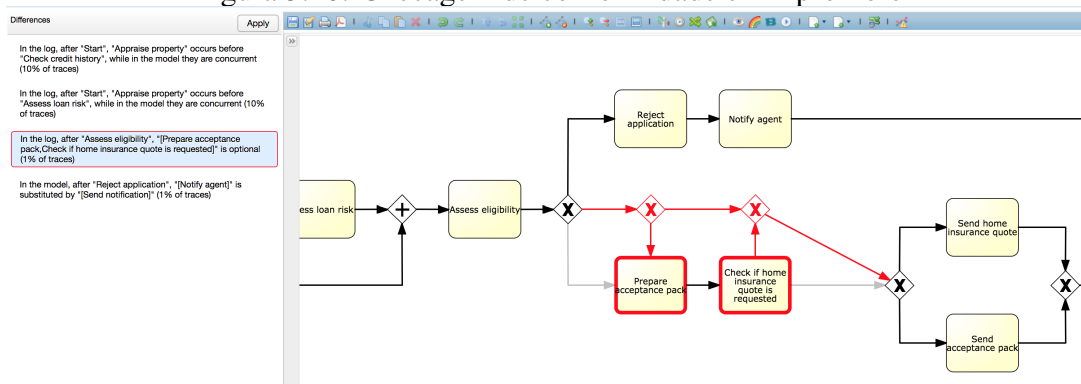 Differences
Apply
In the log, after "Start", "Appraise property" occurs before
"Check credit history", while in the model they are concurrent
(10% of traces)
In the log, after "Start", "Appraise property" occurs before
"Assess loan risk", while in the model they are concurrent (10%
of traces)
In the log, after "Assess eligibility", "[Prepare acceptance
pack,Check if home insurance quote is requested]" is optional
(1% of traces)
In the model, after "Reject application", "[Notify agent]" is
substituted by "[Send notification]" (1% of traces)
Reject
application
Notify agent
ess loan risk
Assess eligibility
X
X
X
Prepare
acceptance pack
Check if home
insurance
quote is
requested
X
Send home
insurance quote
X
Send
acceptance pack